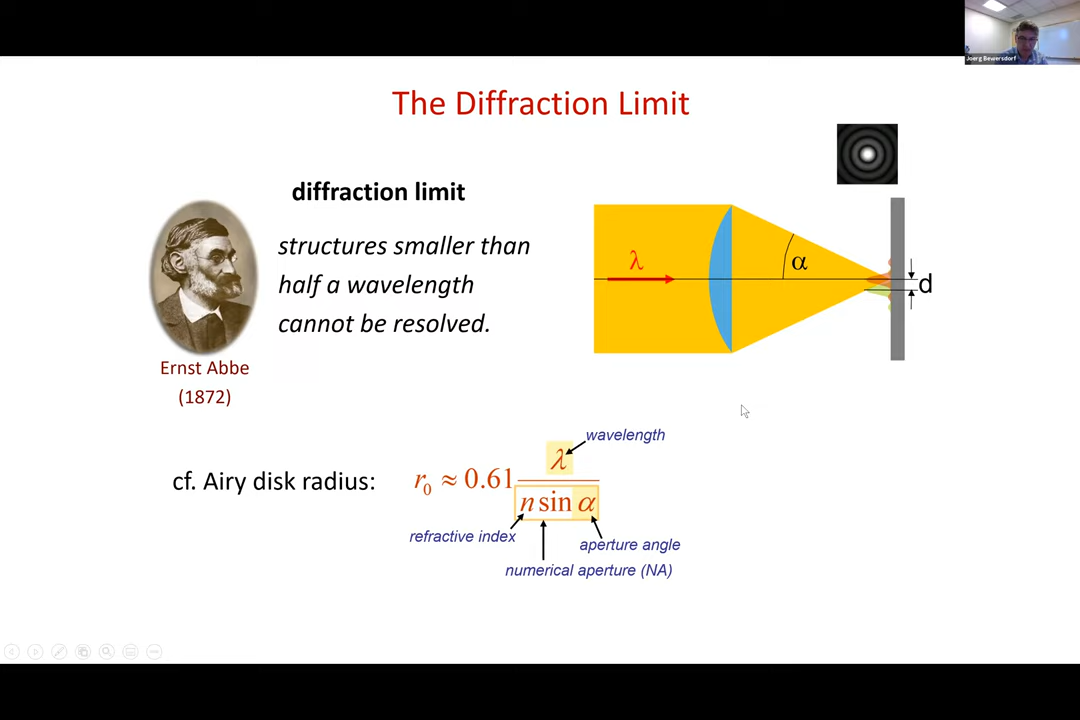 Joerg Bewersdorf
The Diffraction Limit
diffraction limit
structures smaller than
half a wavelength
cannot be resolved.
Ernst Abbe
(1872)
λ
α
d
cf. Airy disk radius:
r₀ ≈ 0.61 λ / n sin α
wavelength
refractive index
aperture angle
numerical aperture (NA)